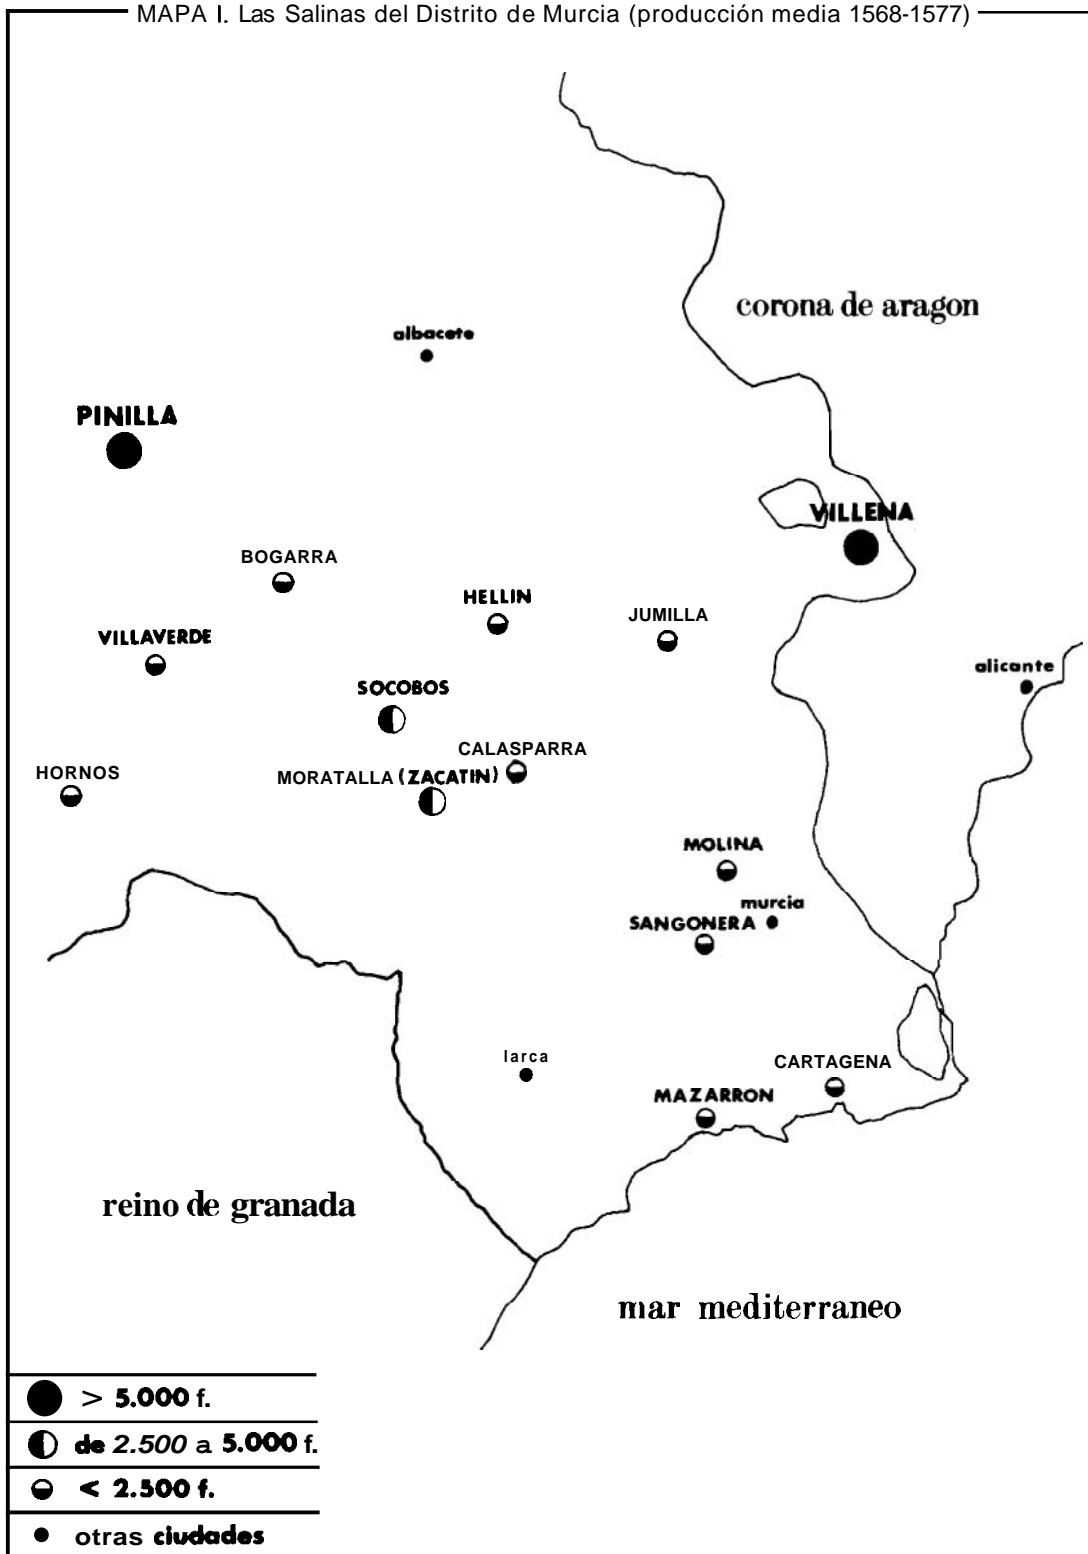 MAPA I. Las Salinas del Distrito de Murcia (producción media 1568-1577)
corona de aragon
albacete
PINILLA
VILLENA
BOGARRA
HELLIN
JUMILLA
VILLAVERDE
alicante
SOCOBOS
CALASPARRA
HORNOS
MORATALLA (ZACATIN)
MOLINA
murcia
SANGONERA
larca
CARTAGENA
MAZARRON
reino de granada
mar mediterraneo
> 5.000 f.
de 2.500 a 5.000 f.
< 2.500 f.
otras ciudades